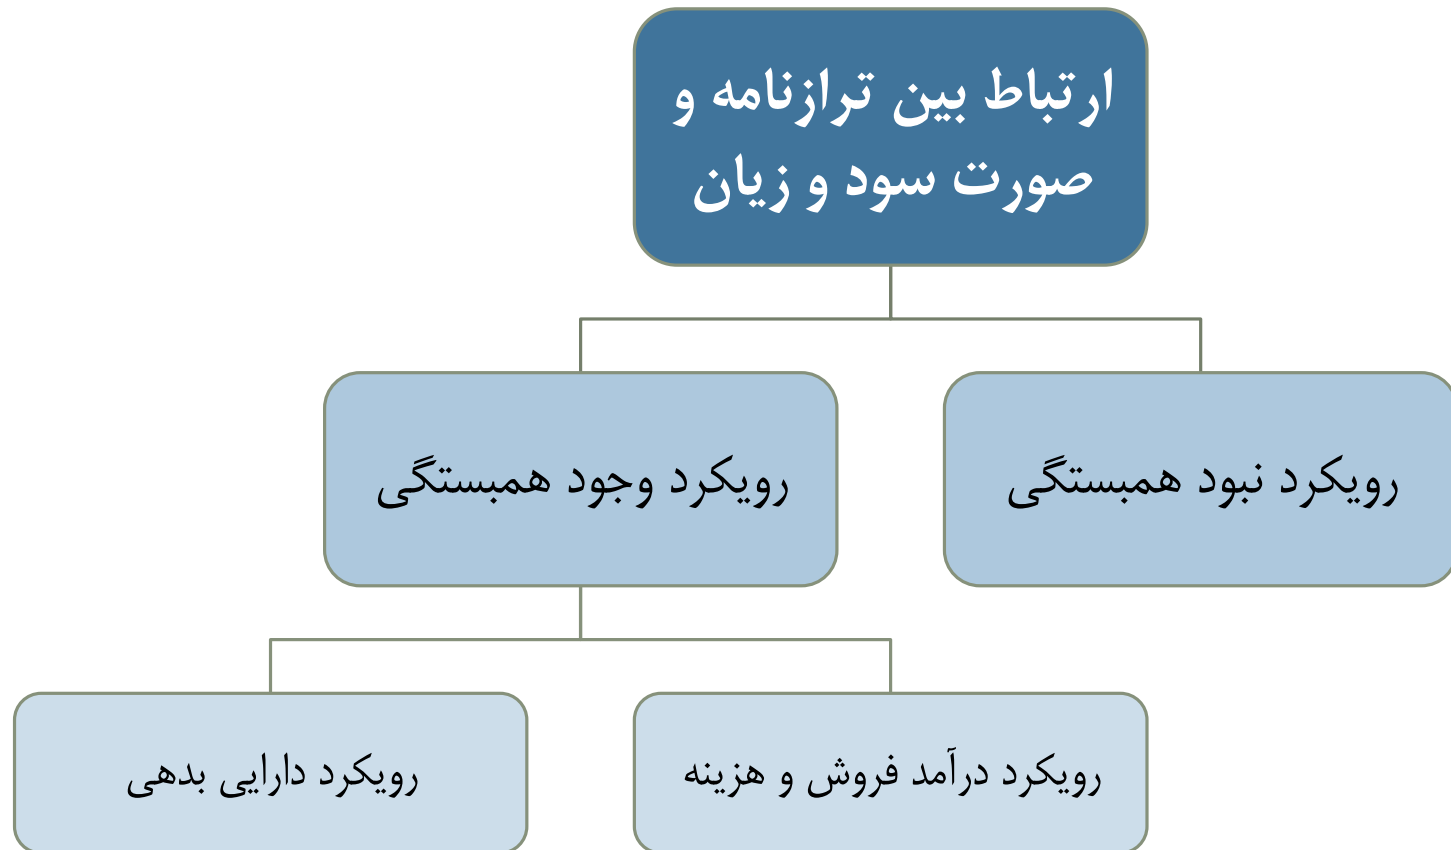 ارتباط بین ترازنامه و
صورت سود و زیان
رویکرد نبود همبستگی
رویکرد وجود همبستگی
رویکرد درآمد فروش و هزینه
رویکرد دارایی بدهی